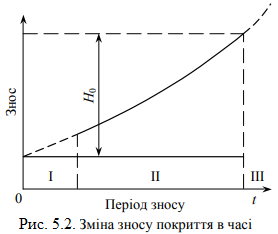 Знос
H₀
I II III
0 Період зносу t
Рис. 5.2. Зміна зносу покриття в часі